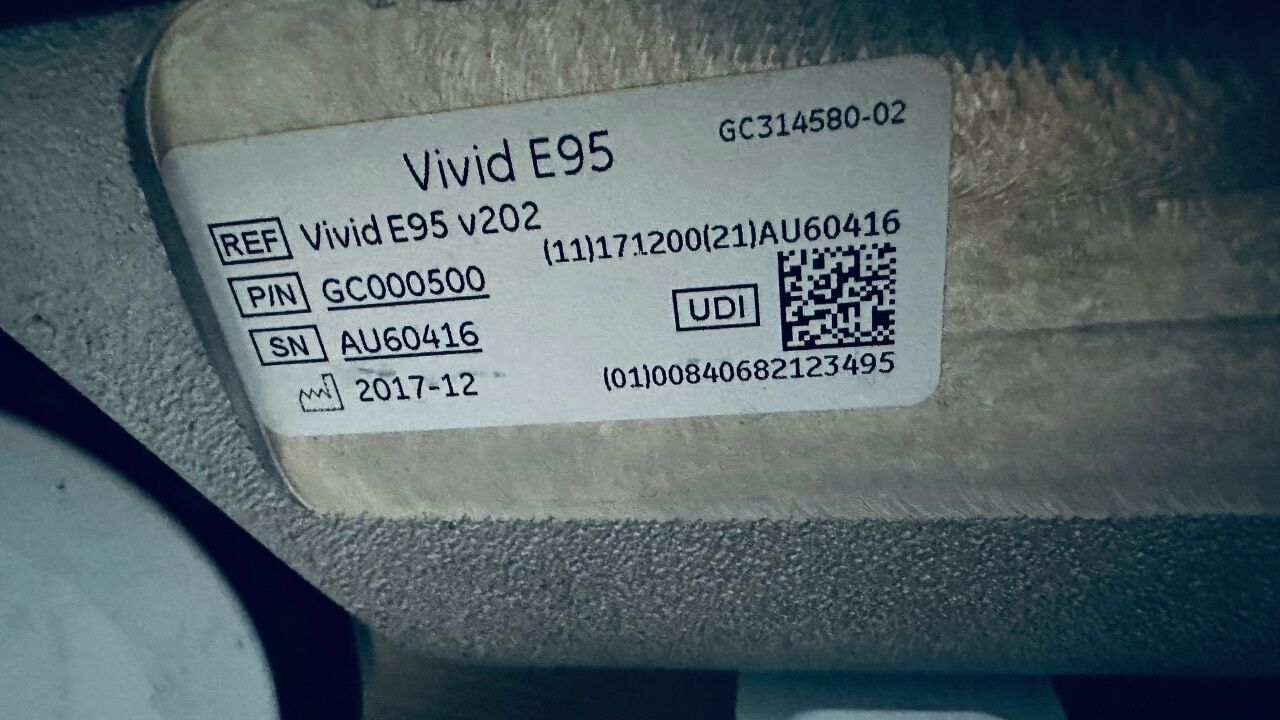 Vivid E95
GC314580-02
REF Vivid E95 v202
(11)171200(21)AU60416
P/N GC000500
SN AU60416
UDI
2017-12
(01)00840682123495